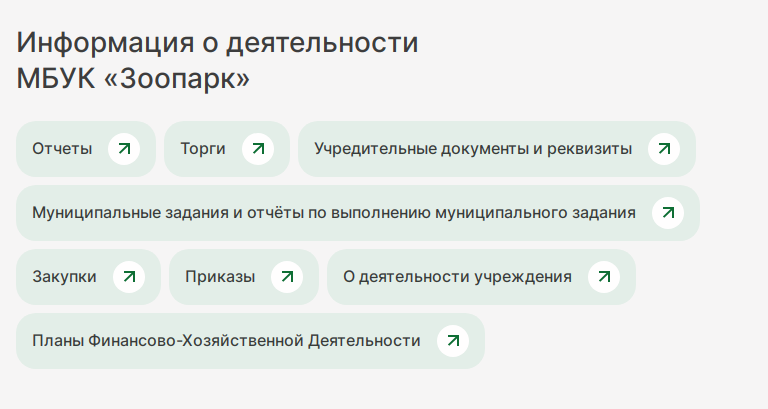 Информация о деятельности
МБУК «Зоопарк»
Отчеты
Торги
Учредительные документы и реквизиты
Муниципальные задания и отчёты по выполнению муниципального задания
Закупки
Приказы
О деятельности учреждения
Планы Финансово-Хозяйственной Деятельности